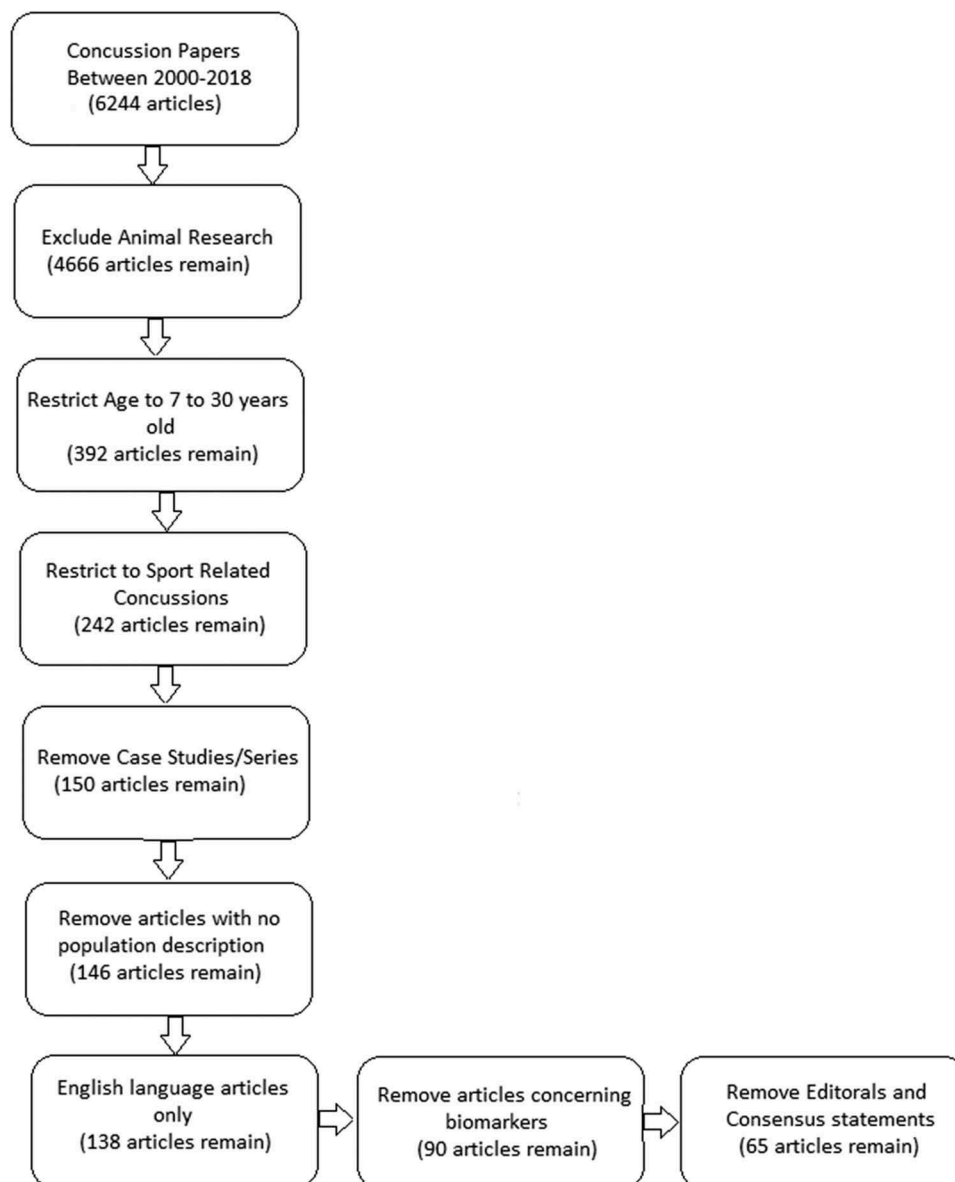 Concussion Papers
Between 2000-2018
(6244 articles)
Exclude Animal Research
(4666 articles remain)
Restrict Age to 7 to 30 years
old
(392 articles remain)
Restrict to Sport Related
Concussions
(242 articles remain)
Remove Case Studies/Series
(150 articles remain)
Remove articles with no
population description
(146 articles remain)
English language articles
only
(138 articles remain)
Remove articles concerning
biomarkers
(90 articles remain)
Remove Editorals and
Consensus statements
(65 articles remain)